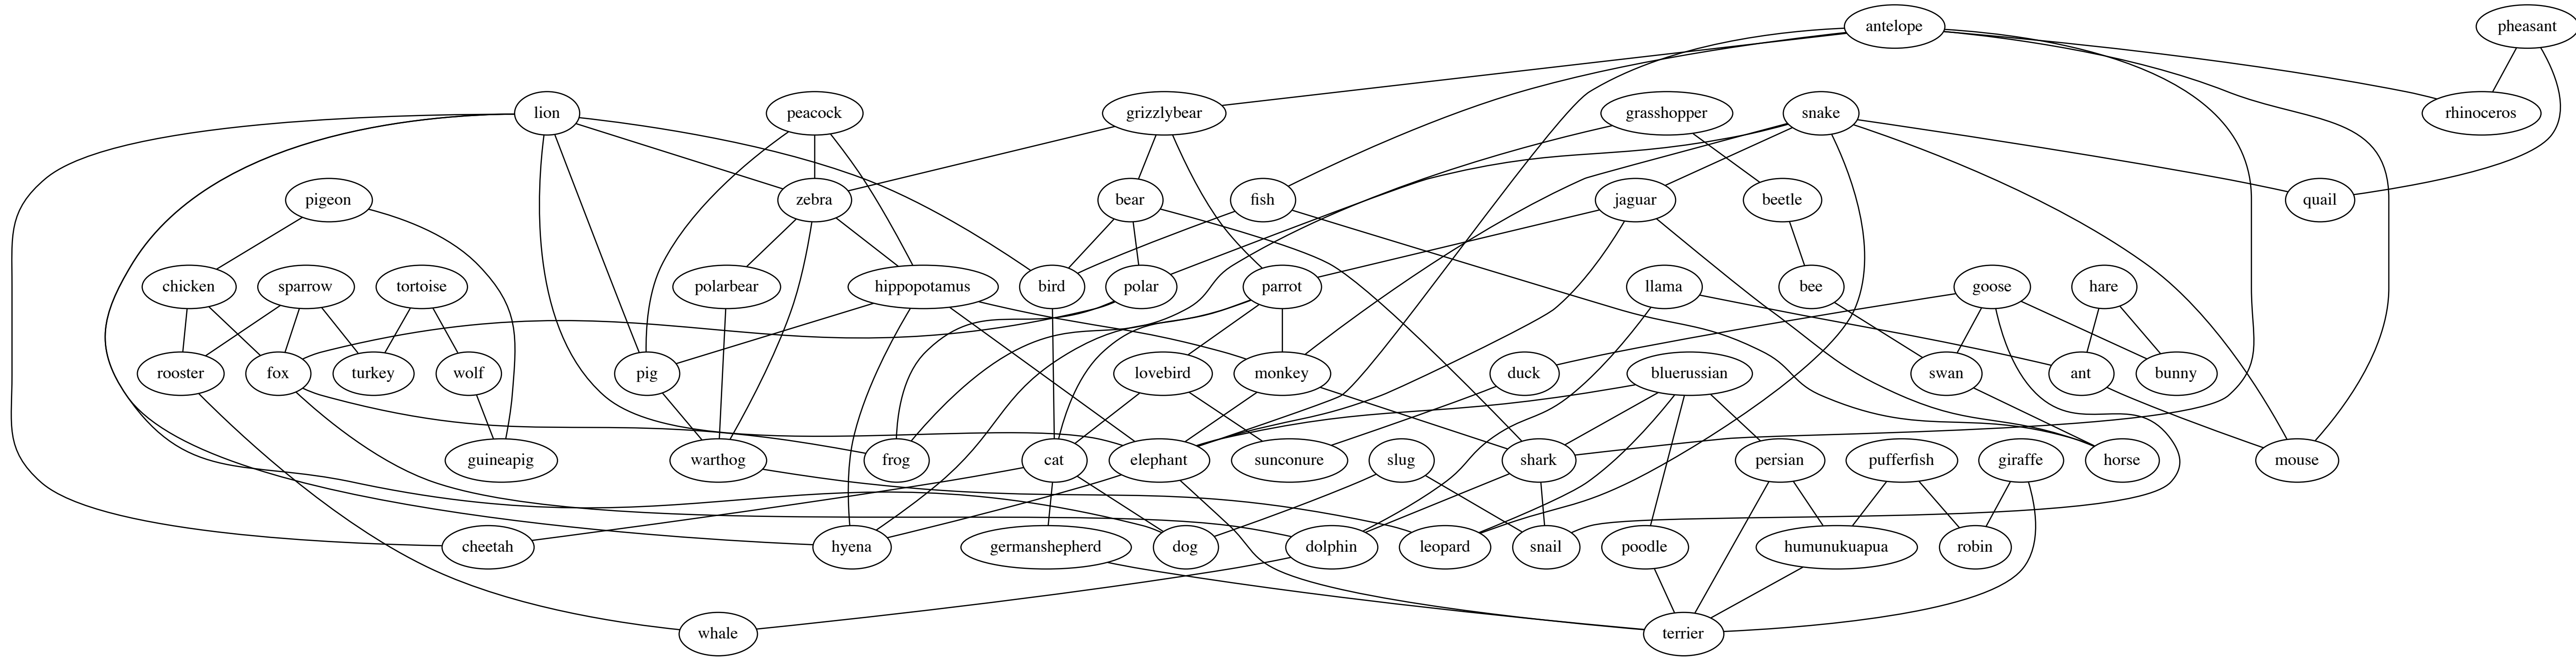 antelope
pheasant
lion
peacock
grizzlybear
grasshopper
snake
rhinoceros
pigeon
zebra
bear
fish
jaguar
beetle
quail
chicken
sparrow
tortoise
polarbear
hippopotamus
bird
polar
parrot
llama
bee
goose
hare
rooster
fox
turkey
wolf
pig
lovebird
monkey
duck
bluerussian
swan
ant
bunny
guineapig
warthog
frog
cat
elephant
sunconure
slug
shark
persian
pufferfish
giraffe
horse
mouse
cheetah
hyena
germanshepherd
dog
dolphin
leopard
snail
poodle
humunukuapua
robin
whale
terrier